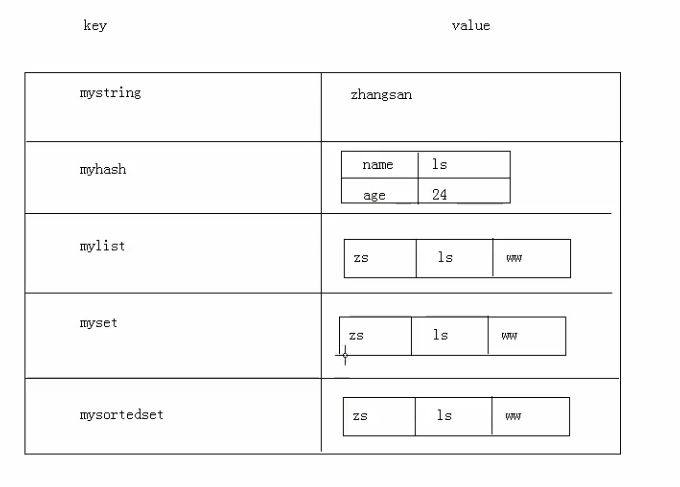 key value
mystring zhangsan
myhash name ls
age 24
mylist zs ls ww
myset zs ls ww
mysortedset zs ls ww